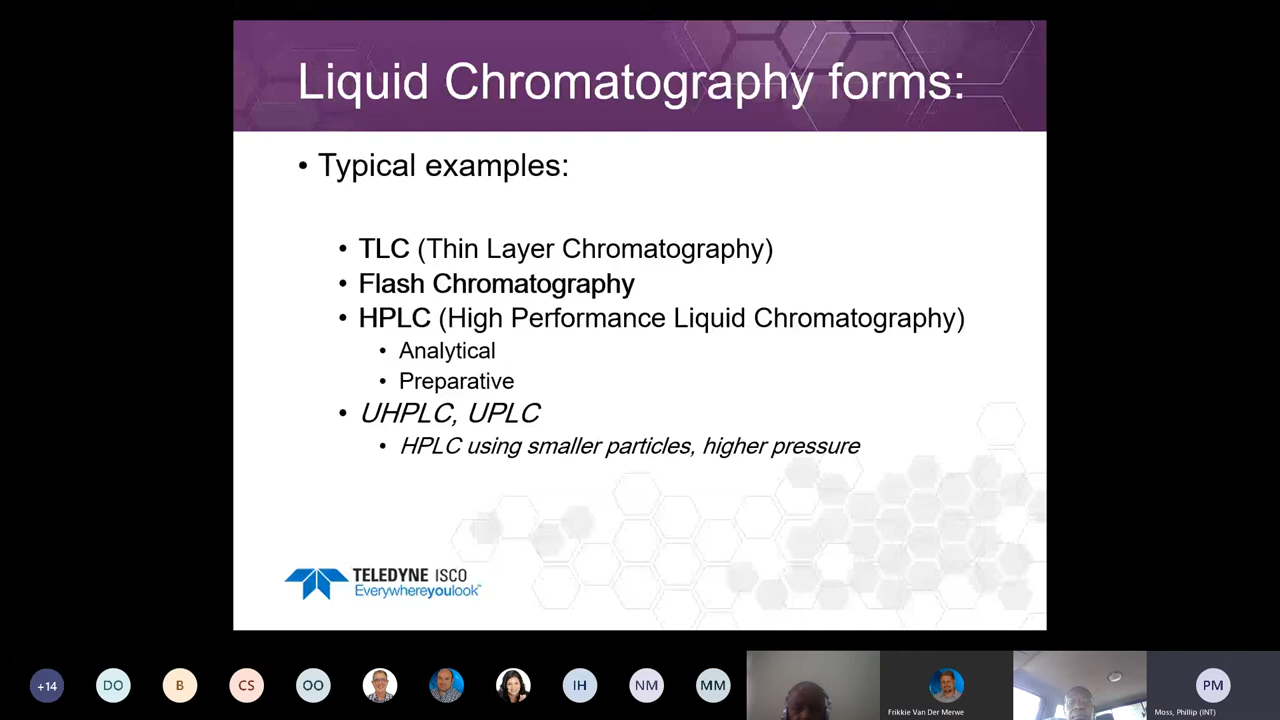 Liquid Chromatography forms:
• Typical examples:
• TLC (Thin Layer Chromatography)
• Flash Chromatography
• HPLC (High Performance Liquid Chromatography)
• Analytical
• Preparative
• UHPLC, UPLC
• HPLC using smaller particles, higher pressure
TELEDYNE ISCO
Everywhereyoulook™
+14 DO B CS OO IH NM MM PM
Frikkie Van Der Merwe Moss, Phillip (INT)